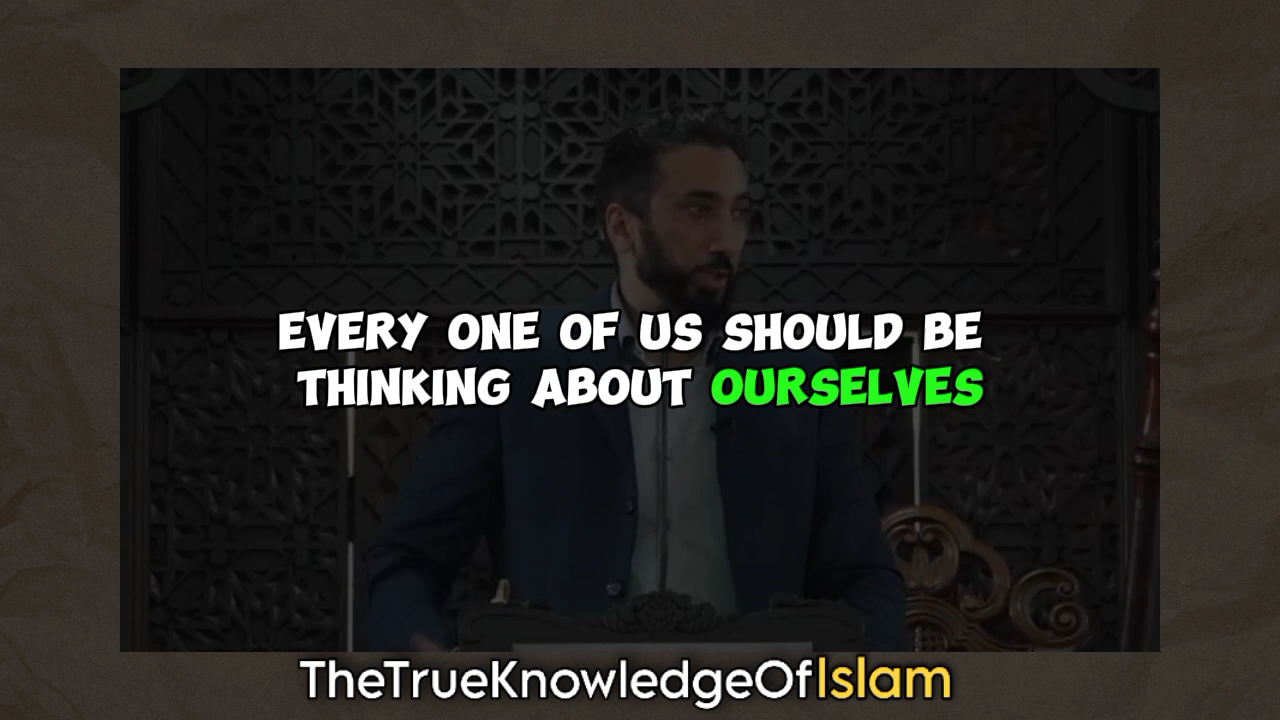 EVERY ONE OF US SHOULD BE
THINKING ABOUT OURSELVES
TheTrueKnowledgeOfIslam